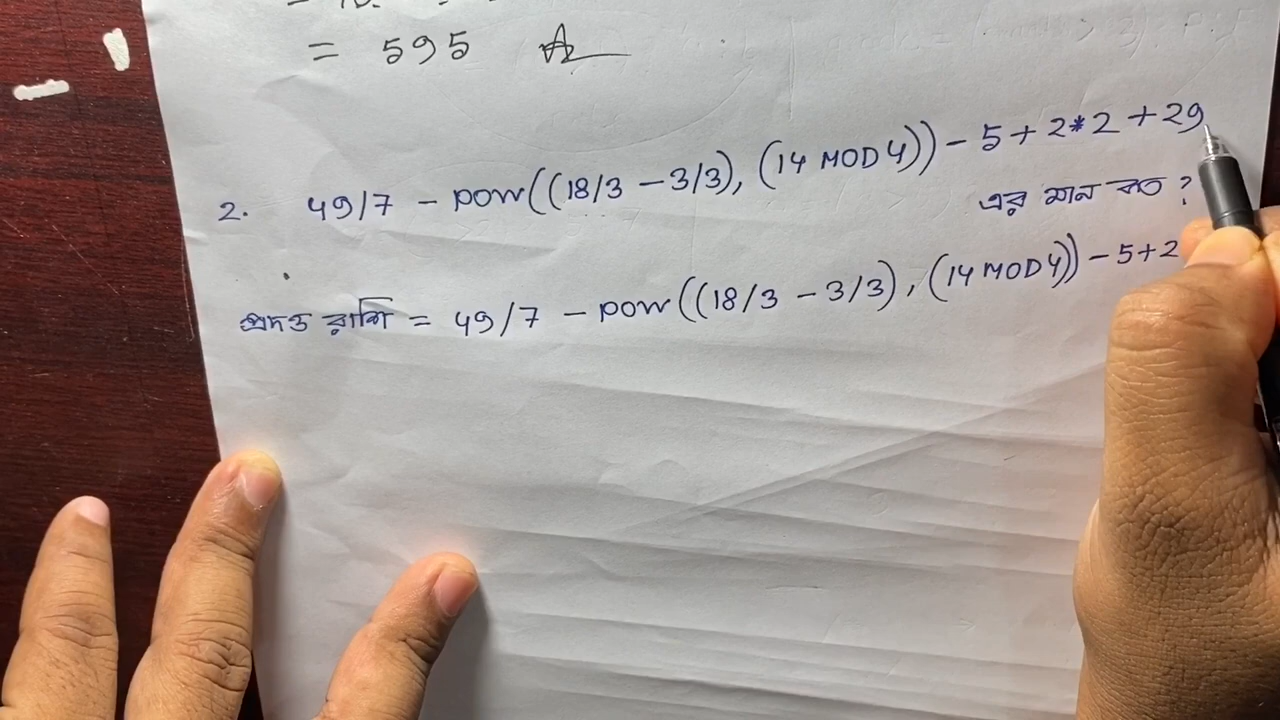 = 595 Ans
2. 49/7 - pow((18/3 - 3/3), (14 MOD 4)) - 5 + 2*2 + 29
এর মান কত ?
প্রদত্ত রাশি = 49/7 - pow((18/3 - 3/3), (14 MOD 4)) - 5 + 2